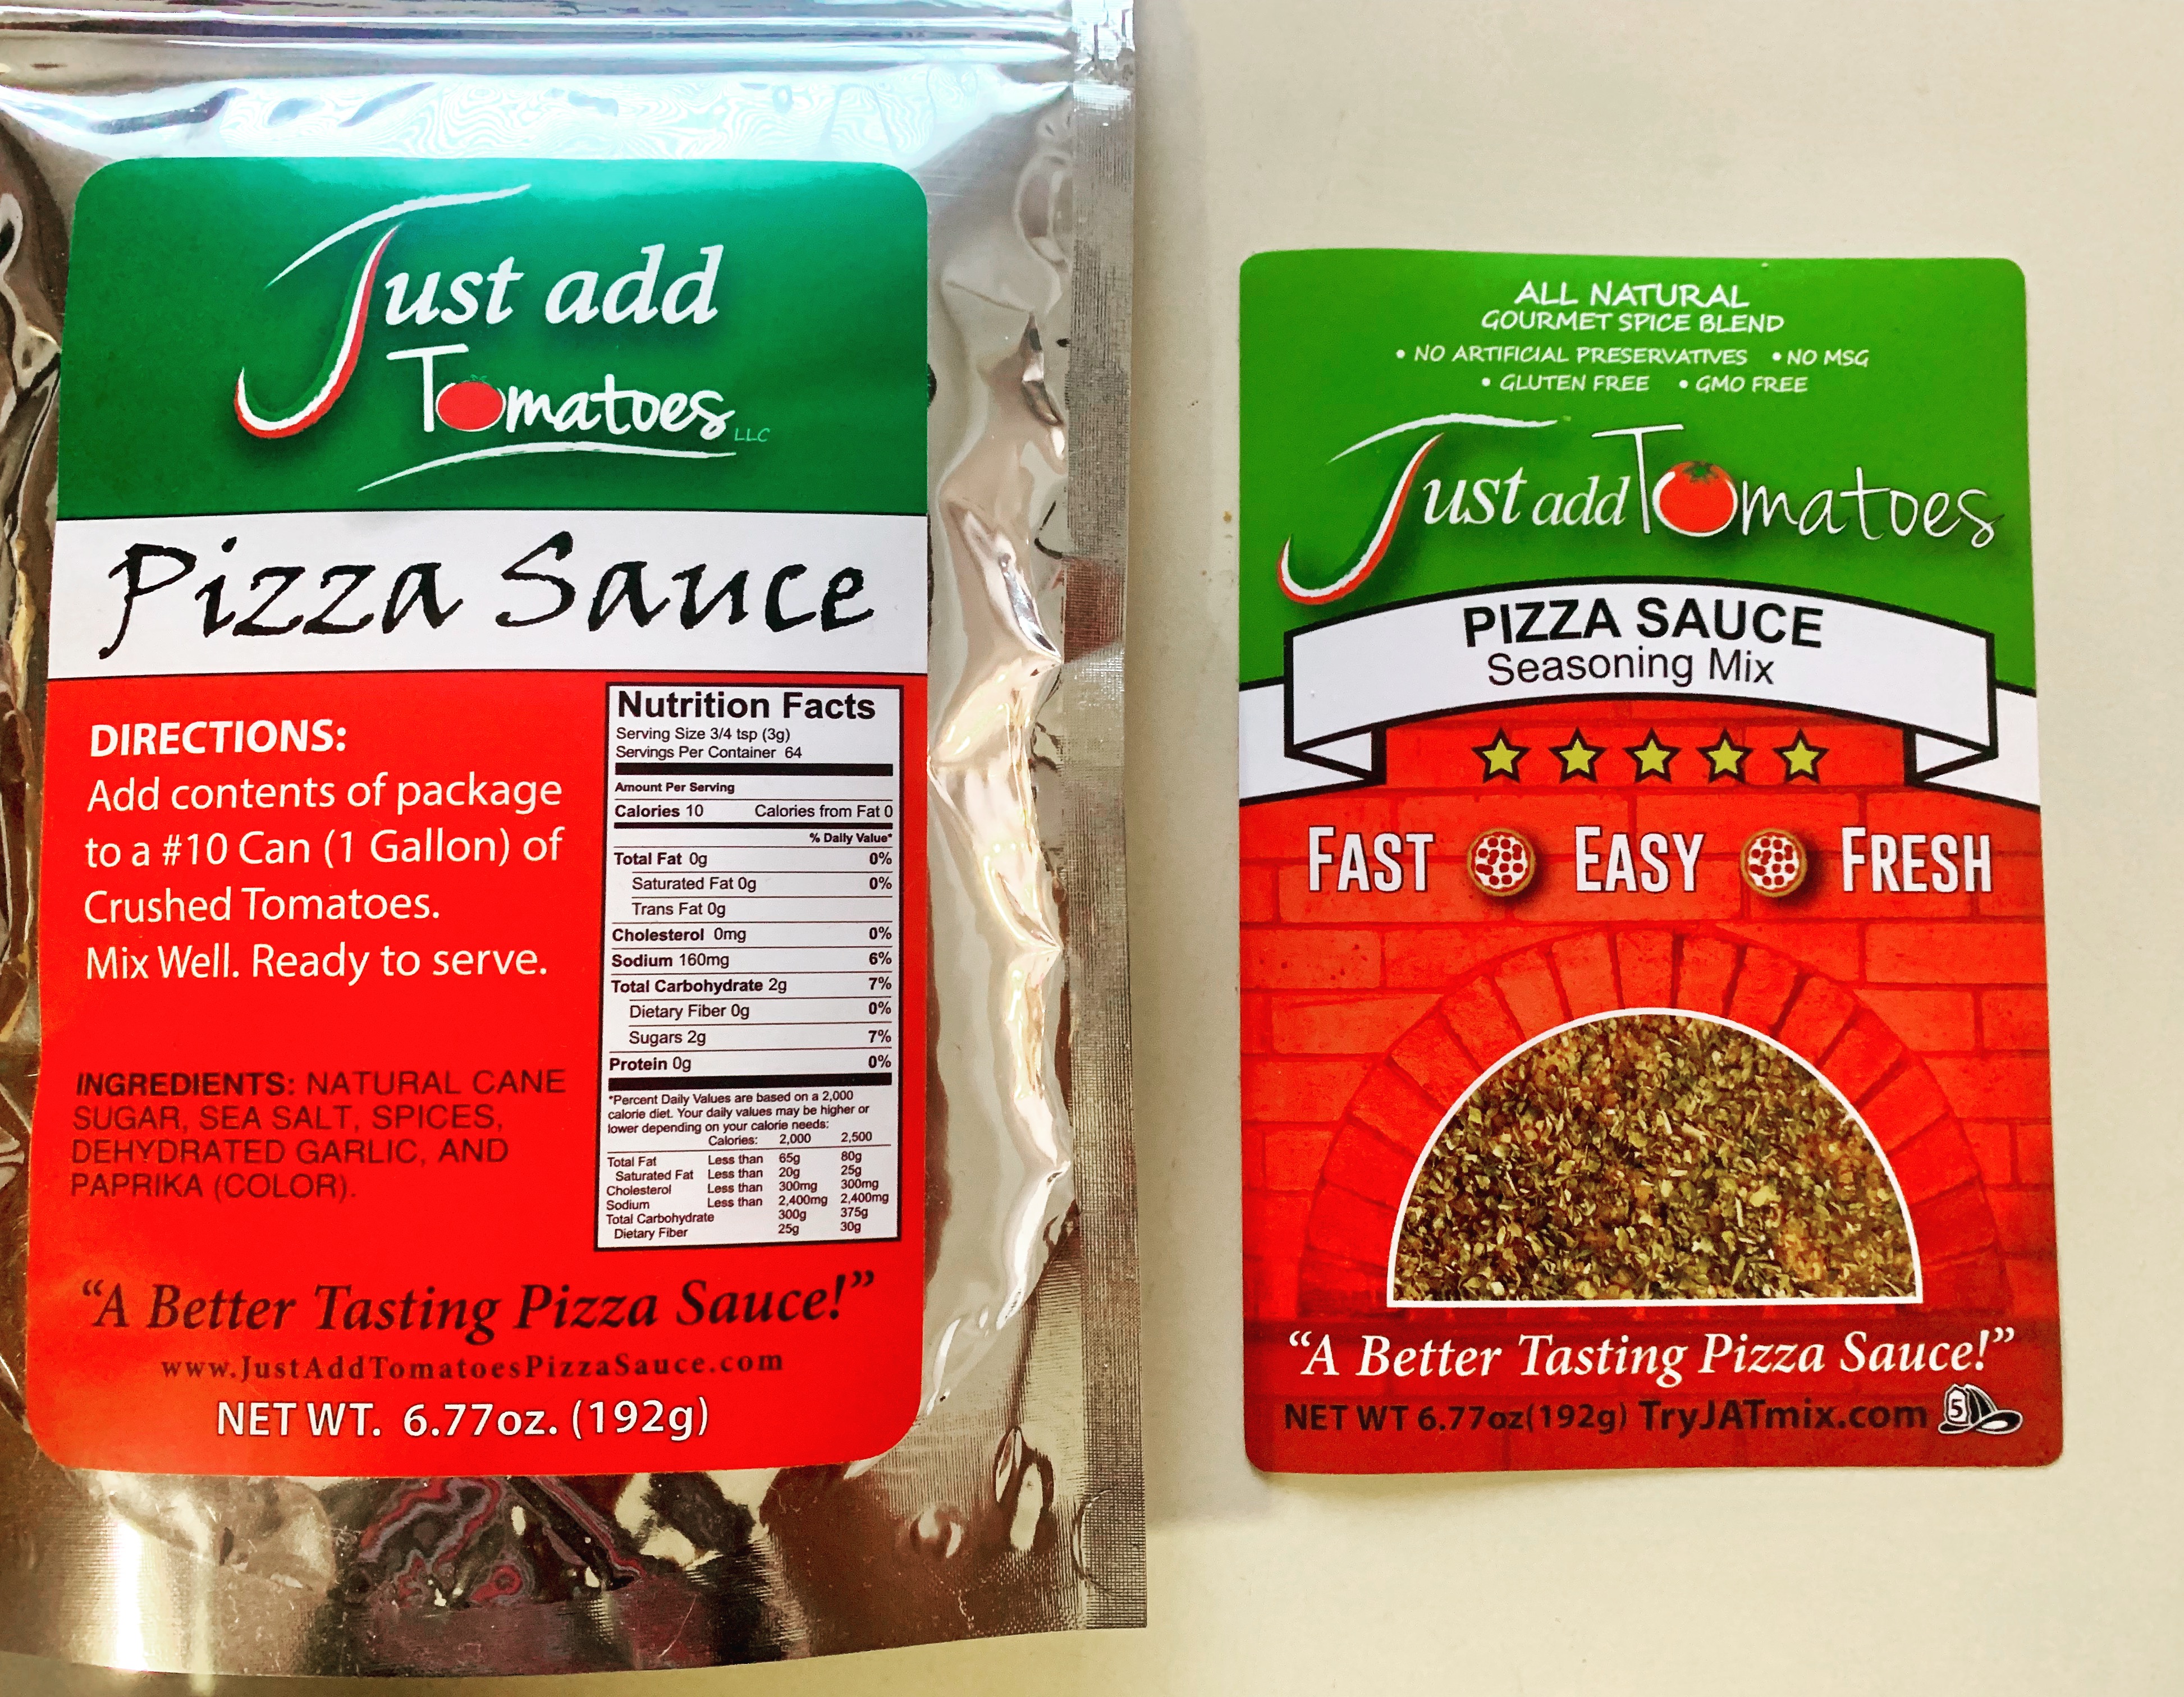 Just add
Tomatoes LLC
Pizza Sauce
DIRECTIONS:
Add contents of package
to a #10 Can (1 Gallon) of
Crushed Tomatoes.
Mix Well. Ready to serve.
INGREDIENTS: NATURAL CANE
SUGAR, SEA SALT, SPICES,
DEHYDRATED GARLIC, AND
PAPRIKA (COLOR).
Nutrition Facts
Serving Size 3/4 tsp (3g)
Servings Per Container 64
Amount Per Serving
Calories 10 Calories from Fat 0
% Daily Value*
Total Fat 0g 0%
Saturated Fat 0g 0%
Trans Fat 0g
Cholesterol 0mg 0%
Sodium 160mg 6%
Total Carbohydrate 2g 7%
Dietary Fiber 0g 0%
Sugars 2g 7%
Protein 0g 0%
*Percent Daily Values are based on a 2,000
calorie diet. Your daily values may be higher or
lower depending on your calorie needs:
Calories: 2,000 2,500
Total Fat Less than 65g 80g
Saturated Fat Less than 20g 25g
Cholesterol Less than 300mg 300mg
Sodium Less than 2,400mg 2,400mg
Total Carbohydrate 300g 375g
Dietary Fiber 25g 30g
“A Better Tasting Pizza Sauce!”
www.JustAddTomatoesPizzaSauce.com
NET WT. 6.77oz. (192g)
ALL NATURAL
GOURMET SPICE BLEND
• NO ARTIFICIAL PRESERVATIVES • NO MSG
• GLUTEN FREE • GMO FREE
Just add Tomatoes
PIZZA SAUCE
Seasoning Mix
FAST EASY FRESH
“A Better Tasting Pizza Sauce!”
NET WT 6.77oz(192g) TryJATmix.com 5